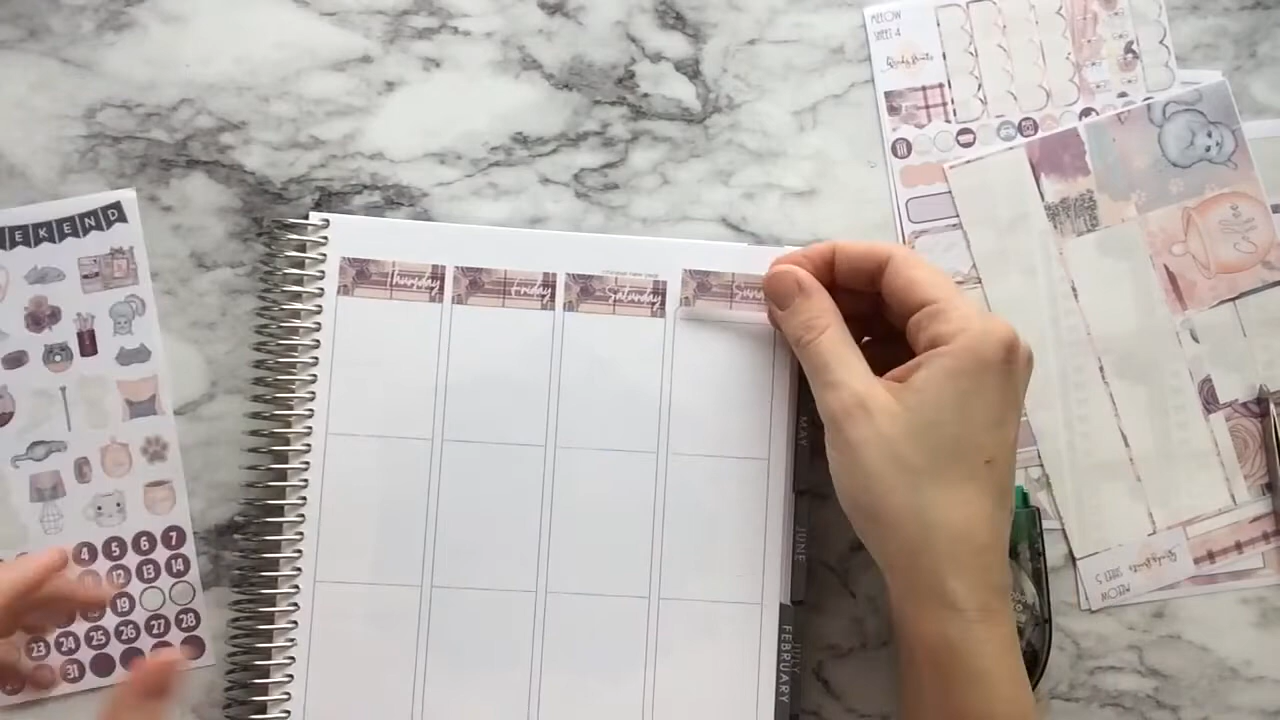 EKEND
4 5 6 7
12 13 14
19
23 24 25 26 27 28
31
Thursday
Friday
Saturday
Sun
MAY
JUNE
JULY
FEBRUARY
MEOW
SHEET 4
MEOW
SHEET 5